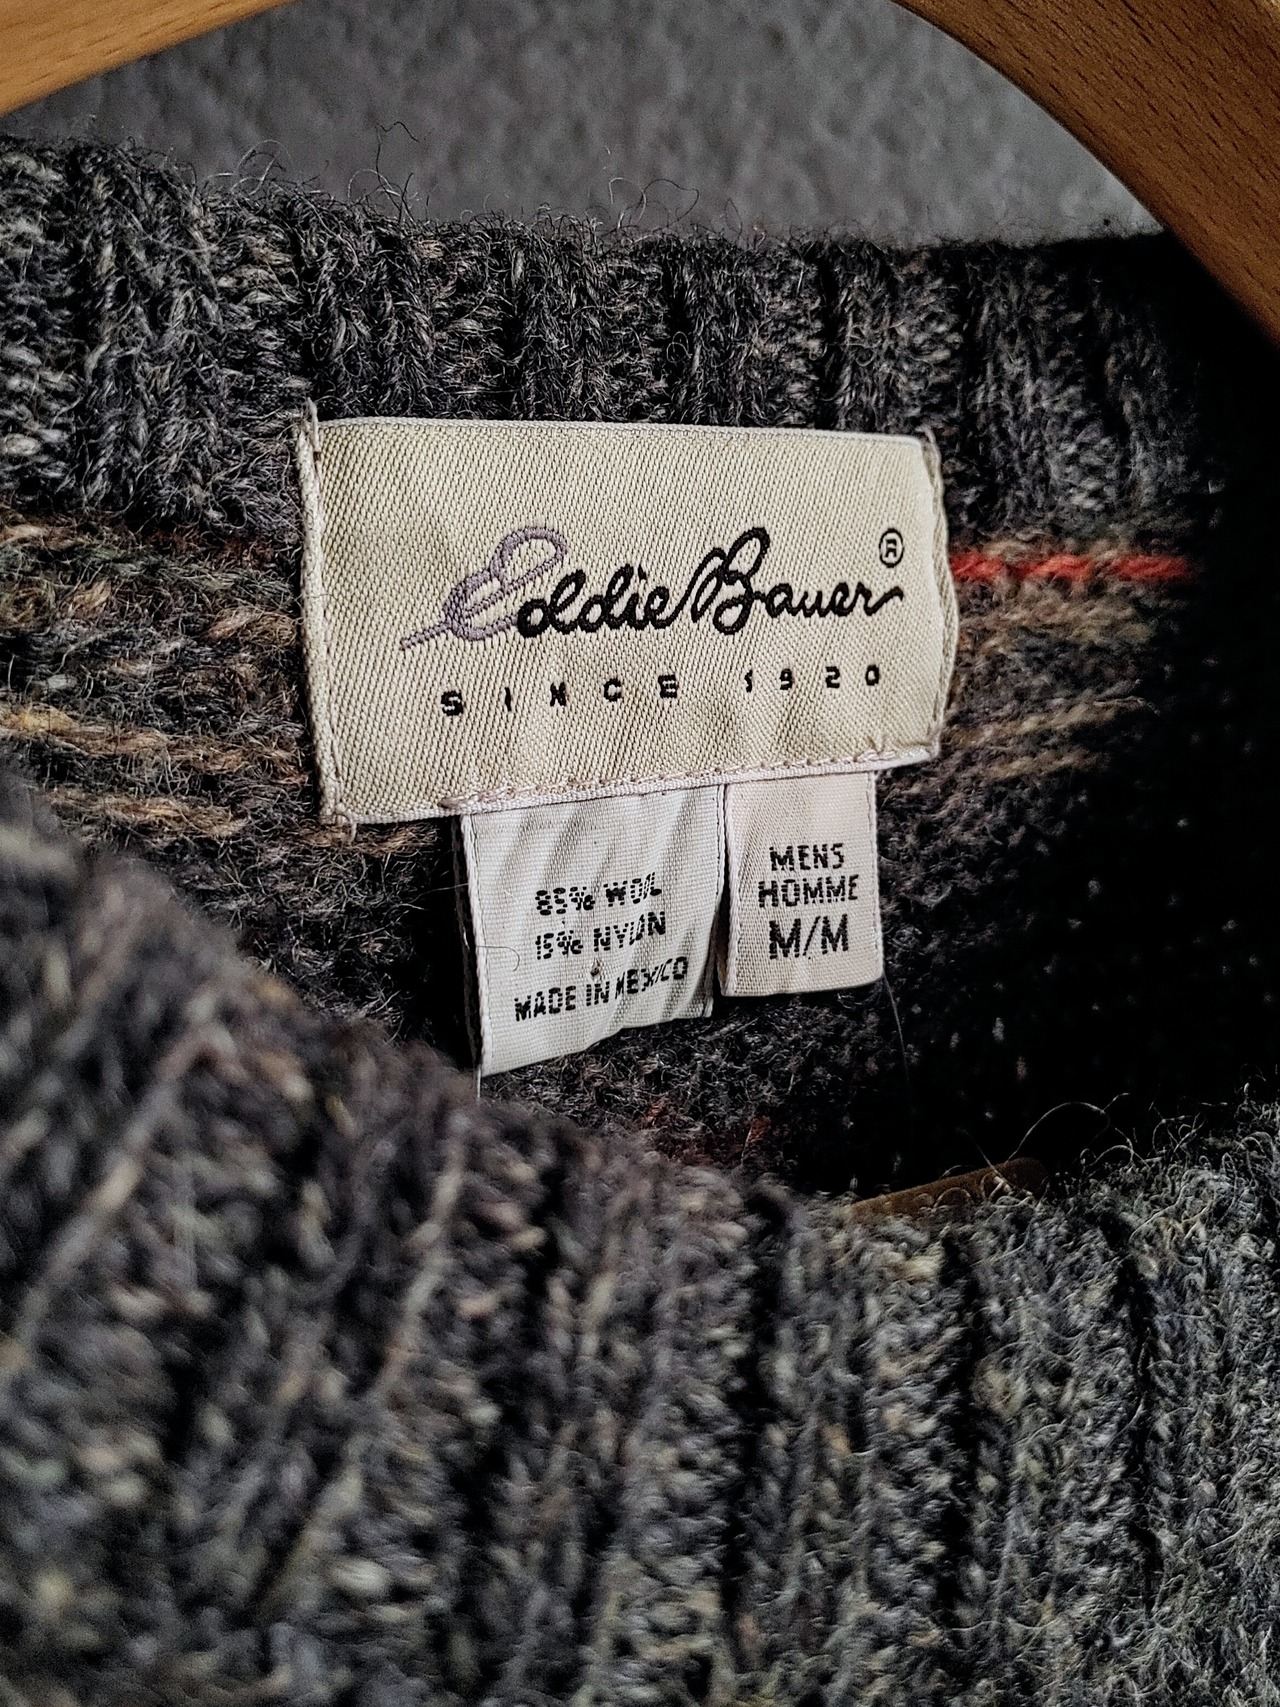 Eddie Bauer®
SINCE 1920
85% WOOL
15% NYLON
MADE IN MEXICO
MENS
HOMME
M/M